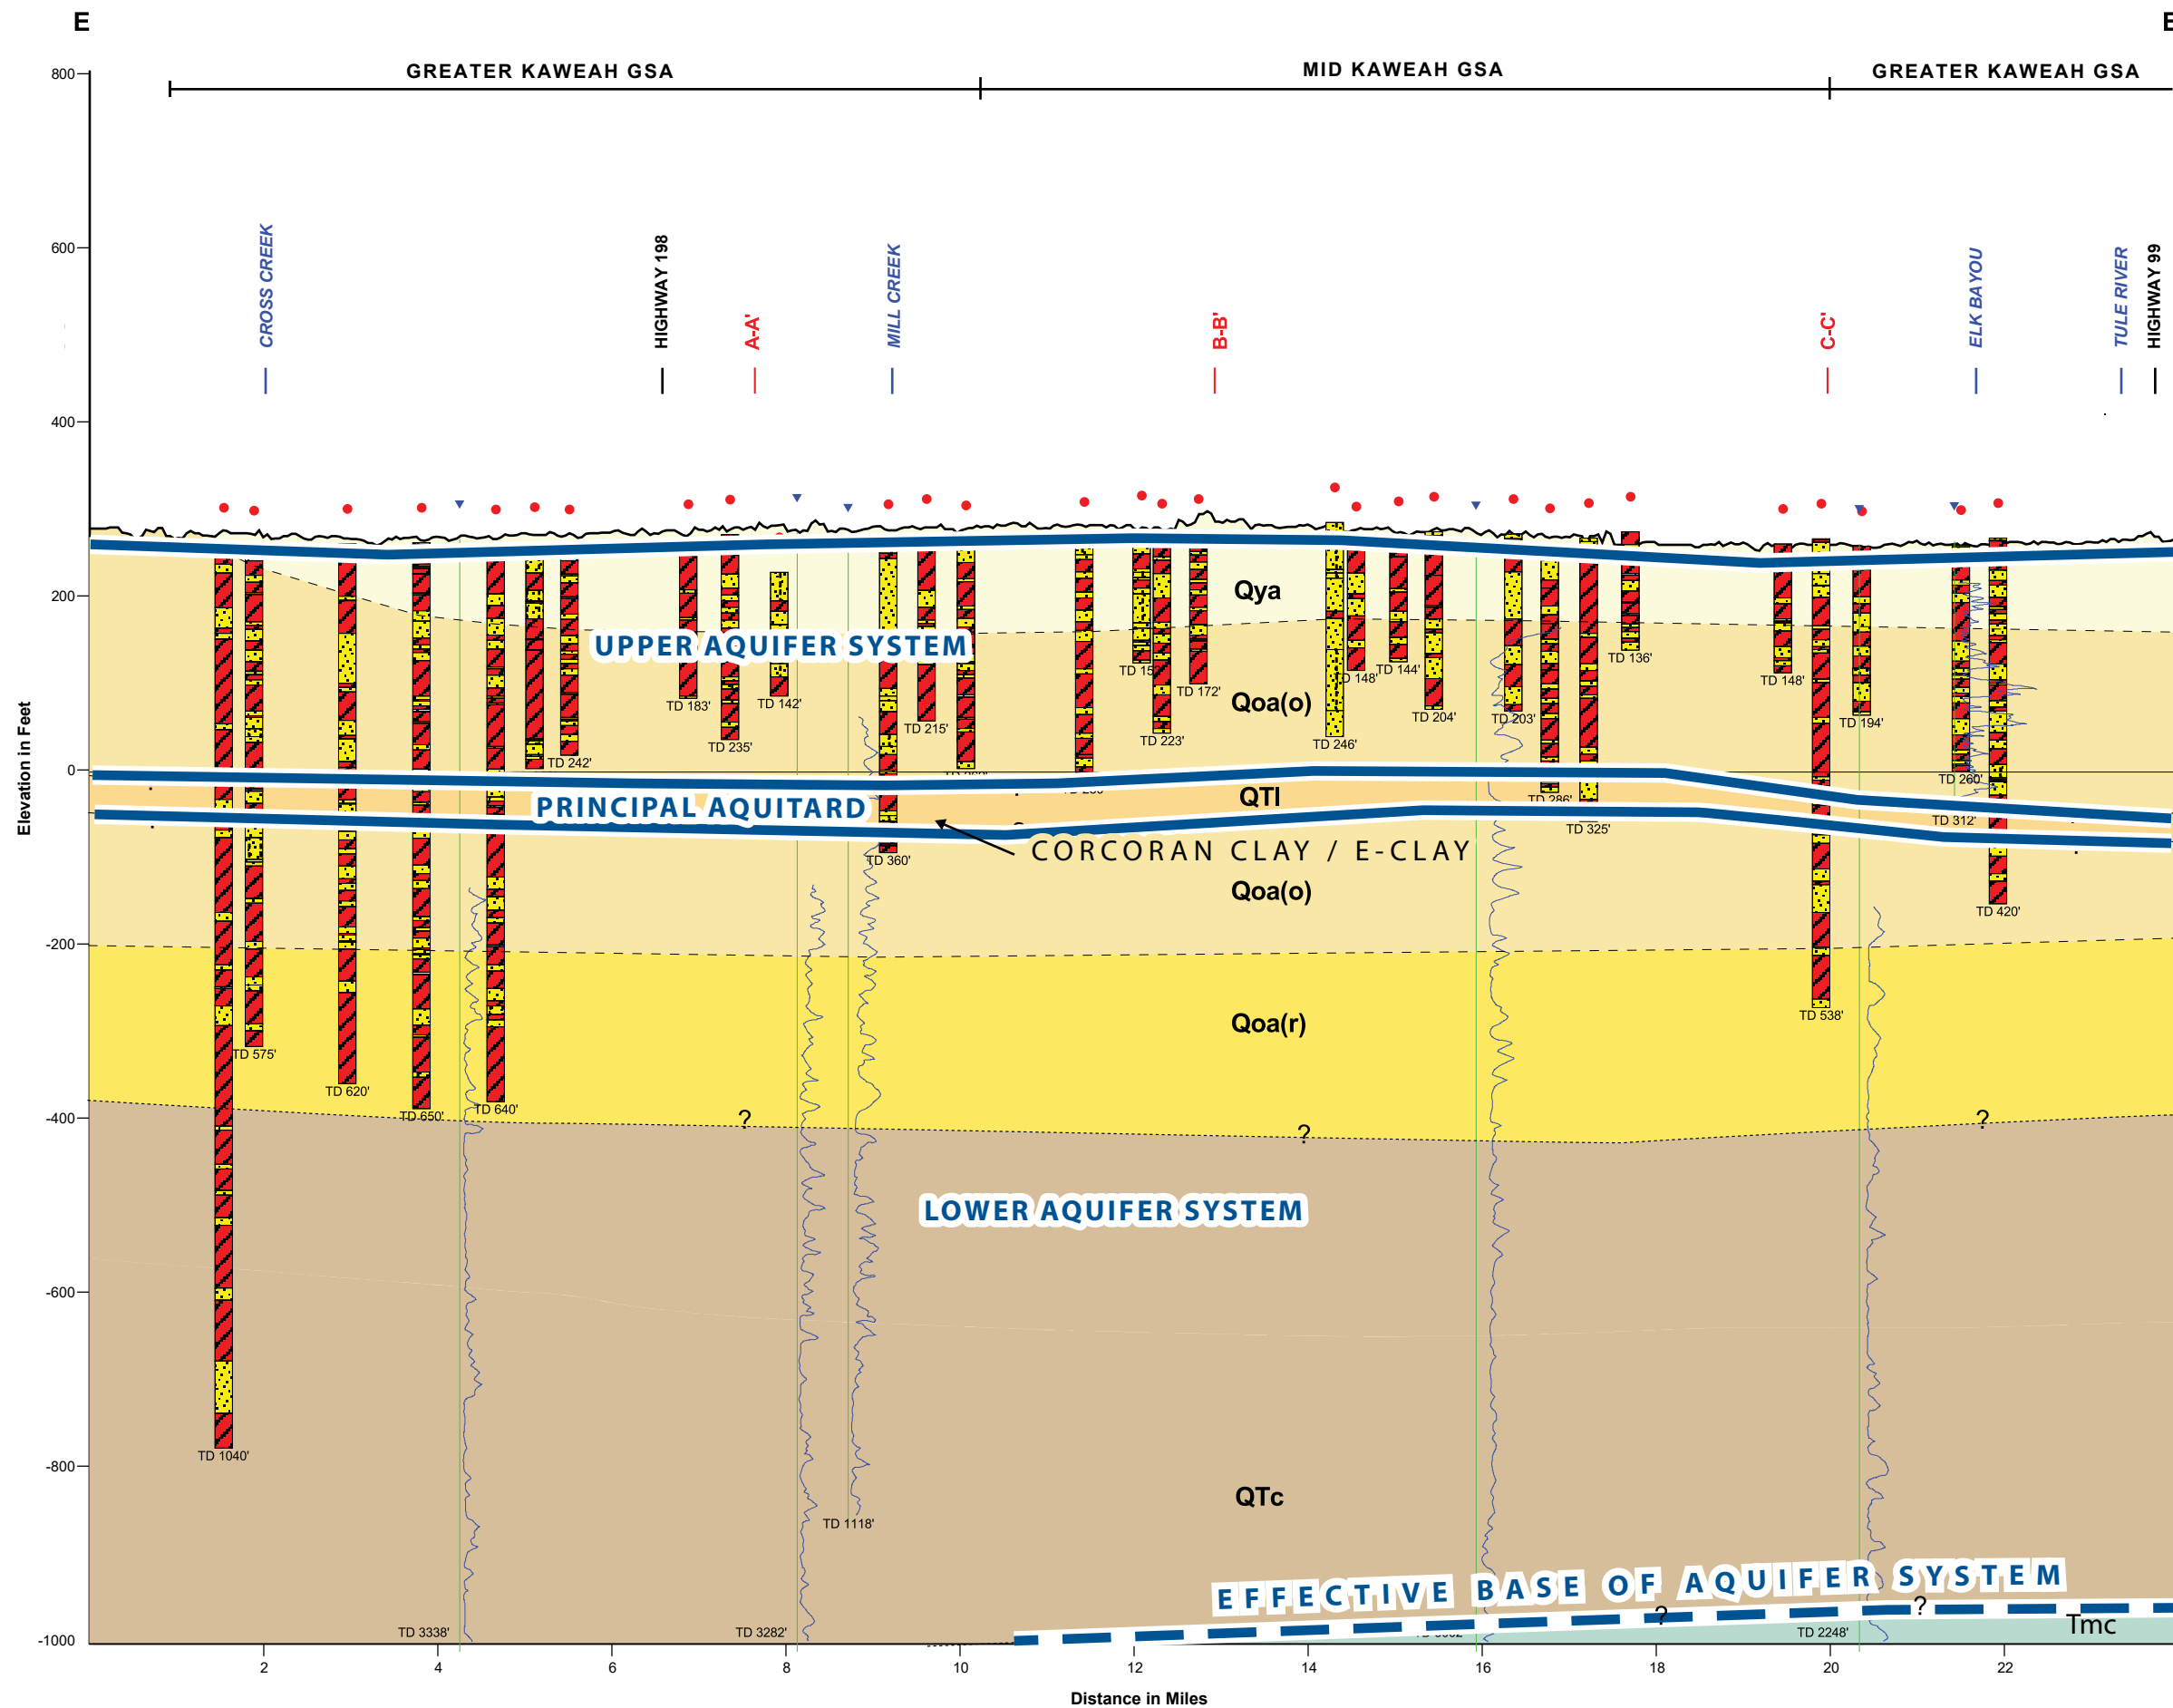 E
GREATER KAWEAH GSA
MID KAWEAH GSA
GREATER KAWEAH GSA
800
600
400
200
0
-200
-400
-600
-800
-1000
Elevation in Feet
CROSS CREEK
HIGHWAY 198
A-A'
MILL CREEK
B-B'
C-C'
ELK BAYOU
TULE RIVER
HIGHWAY 99
Qya
UPPER AQUIFER SYSTEM
Qoa(o)
TD 183'
TD 142'
TD 235'
TD 215'
TD 242'
TD 172'
TD 223'
TD 246'
148'
TD 144'
TD 204'
TD 203'
TD 136'
TD 148'
TD 194'
TD 260'
QTl
PRINCIPAL AQUITARD
TD 286'
TD 325'
TD 312'
CORCORAN CLAY / E-CLAY
TD 360'
Qoa(o)
TD 420'
Qoa(r)
TD 538'
TD 575'
TD 620'
TD 650'
TD 640'
?
?
?
LOWER AQUIFER SYSTEM
TD 1040'
QTc
TD 1118'
EFFECTIVE BASE OF AQUIFER SYSTEM
?
?
Tmc
TD 3338'
TD 3282'
TD 2248'
2 4 6 8 10 12 14 16 18 20 22
Distance in Miles